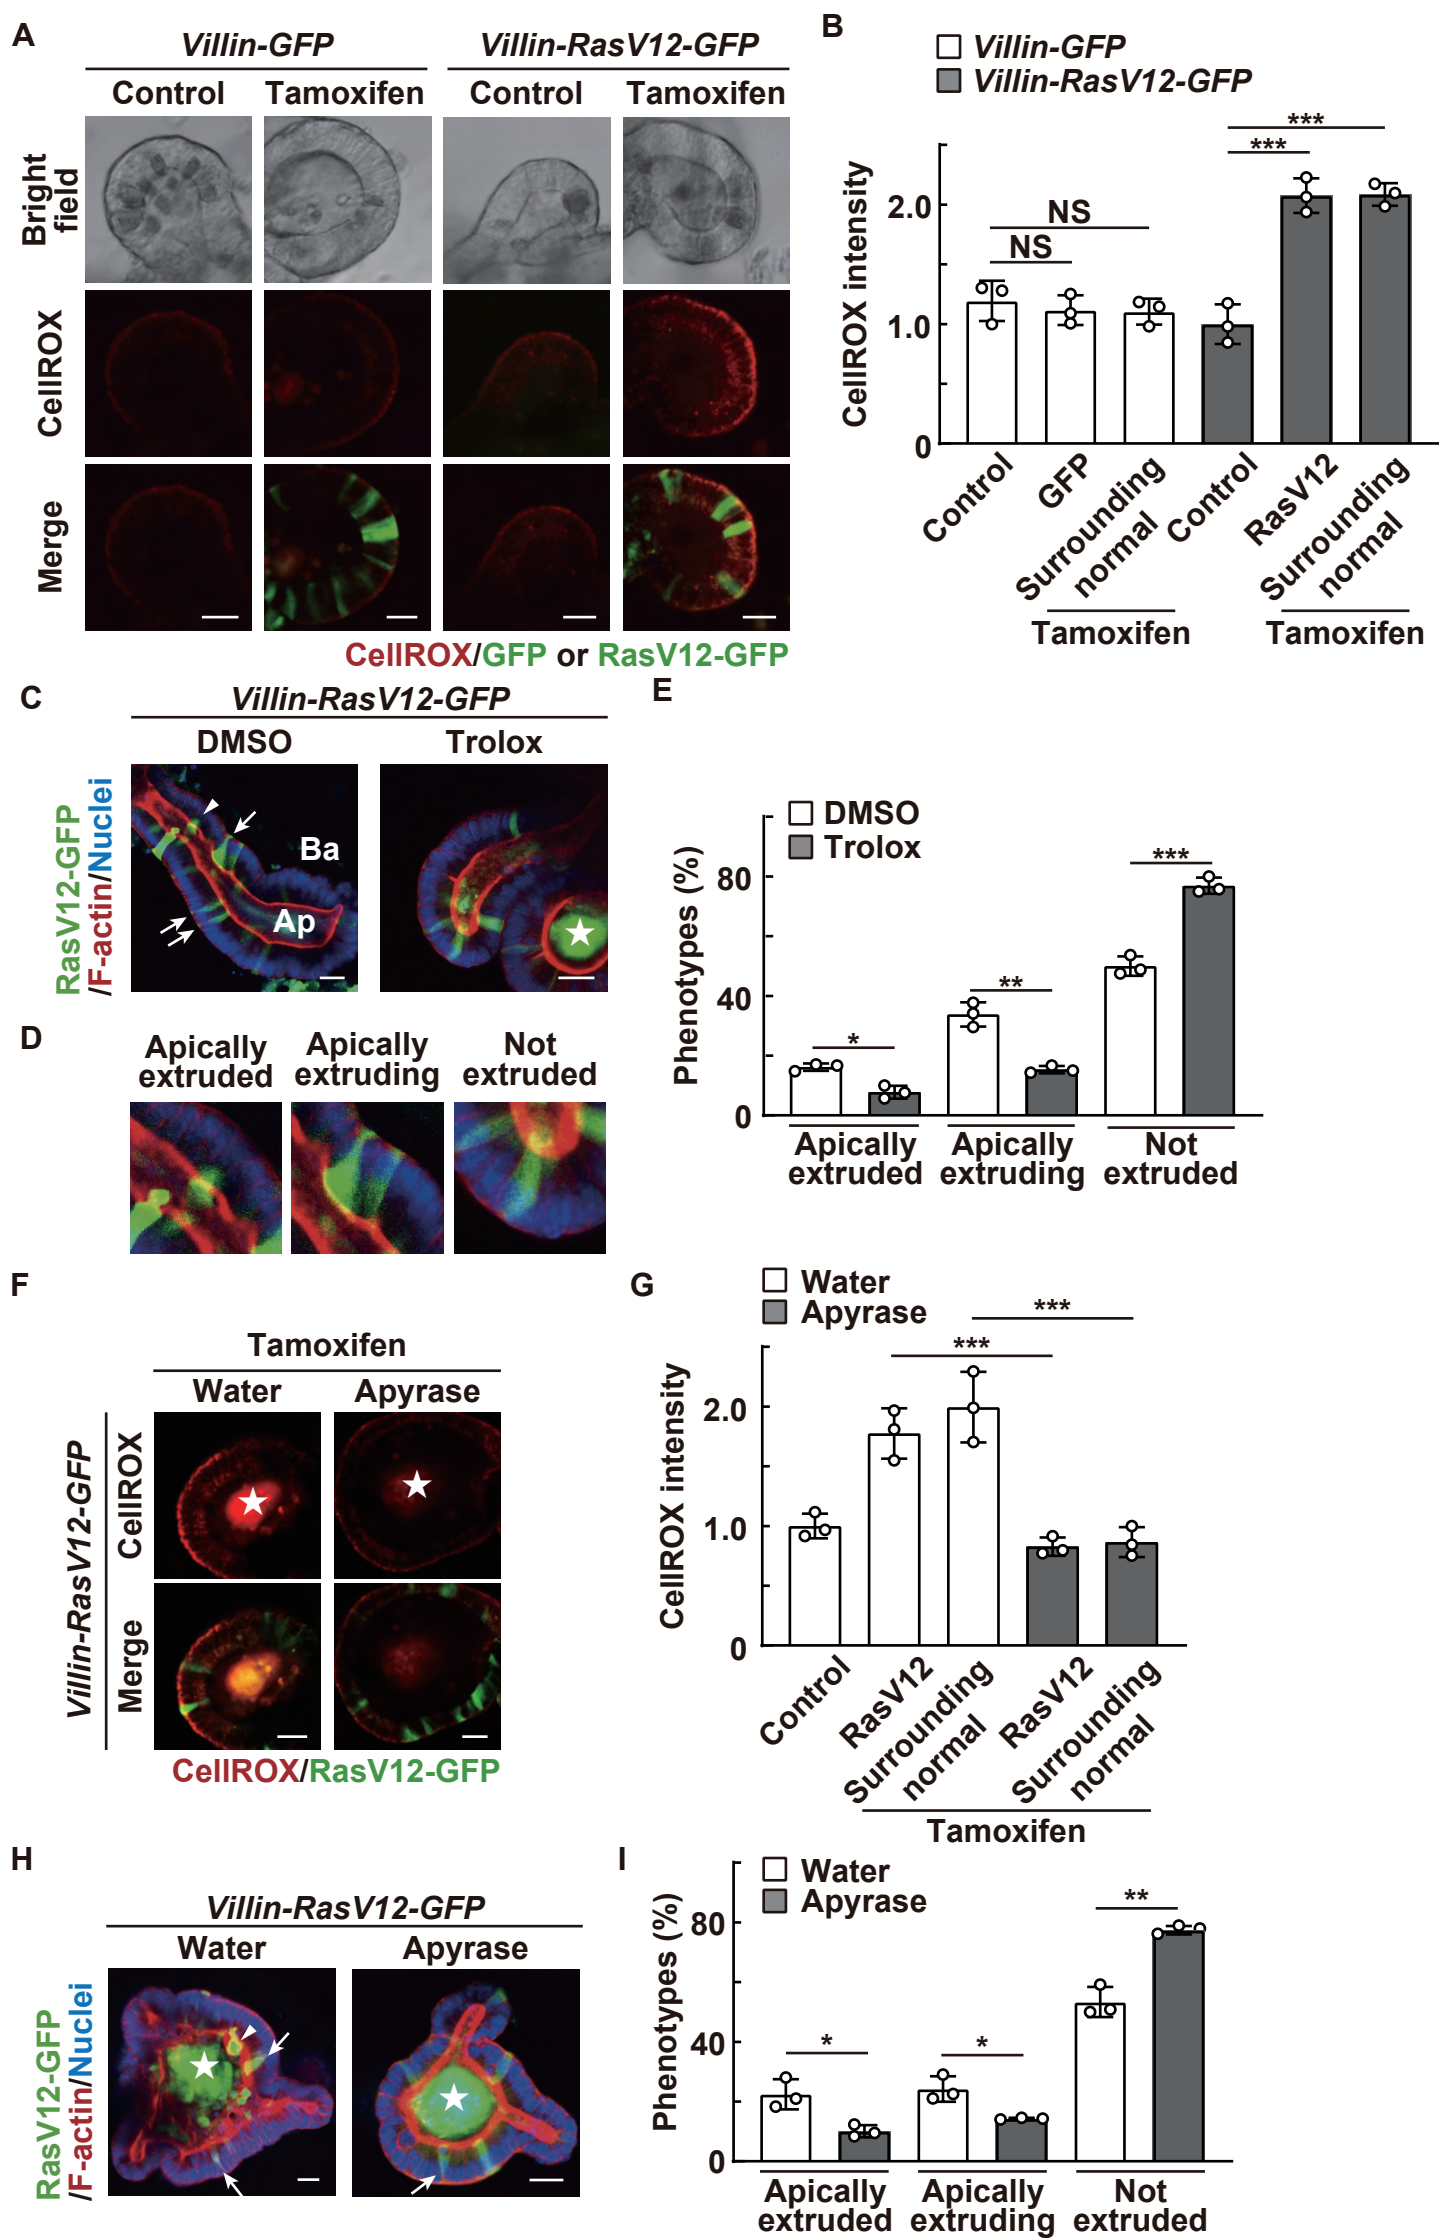 A
Villin-GFP
Villin-RasV12-GFP
Control
Tamoxifen
Control
Tamoxifen
Bright
field
CellROX
Merge
CellROX/GFP or RasV12-GFP
B
Villin-GFP
Villin-RasV12-GFP
CellROX intensity
2.0
1.0
0
NS
NS
***
***
Control
GFP
Surrounding
normal
Control
RasV12
Surrounding
normal
Tamoxifen
Tamoxifen
C
Villin-RasV12-GFP
DMSO
Trolox
RasV12-GFP
/F-actin/Nuclei
Ba
Ap
D
Apically
extruded
Apically
extruding
Not
extruded
E
DMSO
Trolox
Phenotypes (%)
80
40
0
*
**
***
Apically
extruded
Apically
extruding
Not
extruded
F
Tamoxifen
Water
Apyrase
Villin-RasV12-GFP
CellROX
Merge
CellROX/RasV12-GFP
G
Water
Apyrase
CellROX intensity
2.0
1.0
0
***
***
Control
RasV12
Surrounding
normal
RasV12
Surrounding
normal
Tamoxifen
H
Villin-RasV12-GFP
Water
Apyrase
RasV12-GFP
/F-actin/Nuclei
I
Water
Apyrase
Phenotypes (%)
80
40
0
*
*
**
Apically
extruded
Apically
extruding
Not
extruded